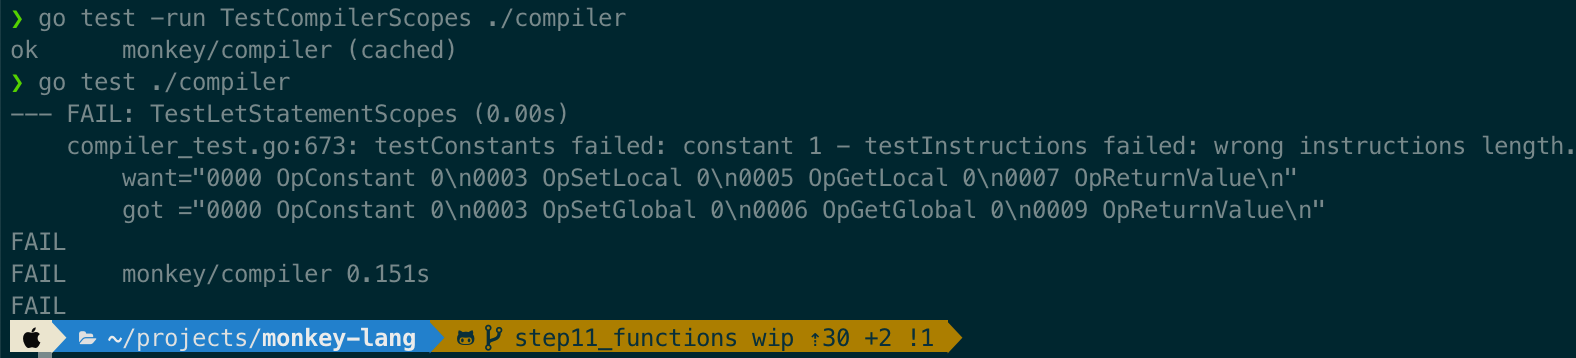 ❯ go test -run TestCompilerScopes ./compiler
ok      monkey/compiler (cached)
❯ go test ./compiler
--- FAIL: TestLetStatementScopes (0.00s)
    compiler_test.go:673: testConstants failed: constant 1 - testInstructions failed: wrong instructions length.
        want="0000 OpConstant 0\n0003 OpSetLocal 0\n0005 OpGetLocal 0\n0007 OpReturnValue\n"
        got ="0000 OpConstant 0\n0003 OpSetGlobal 0\n0006 OpGetGlobal 0\n0009 OpReturnValue\n"
FAIL
FAIL    monkey/compiler 0.151s
FAIL
~/projects/monkey-lang step11_functions wip ⇡30 +2 !1